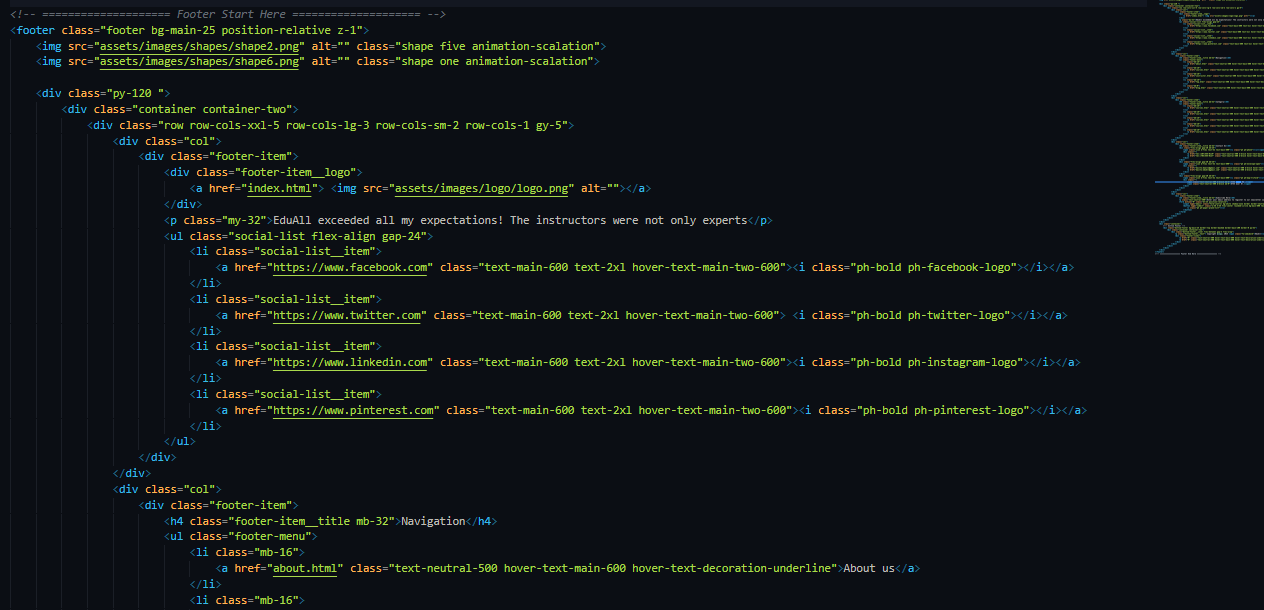 <!-- ==================== Footer Start Here ==================== -->
<footer class="footer bg-main-25 position-relative z-1">
    <img src="assets/images/shapes/shape2.png" alt="" class="shape five animation-scalation">
    <img src="assets/images/shapes/shape6.png" alt="" class="shape one animation-scalation">

    <div class="py-120 ">
        <div class="container container-two">
            <div class="row row-cols-xxl-5 row-cols-lg-3 row-cols-sm-2 row-cols-1 gy-5">
                <div class="col">
                    <div class="footer-item">
                        <div class="footer-item__logo">
                            <a href="index.html"> <img src="assets/images/logo/logo.png" alt=""></a>
                        </div>
                        <p class="my-32">EduAll exceeded all my expectations! The instructors were not only experts</p>
                        <ul class="social-list flex-align gap-24">
                            <li class="social-list__item">
                                <a href="https://www.facebook.com" class="text-main-600 text-2xl hover-text-main-two-600"><i class="ph-bold ph-facebook-logo"></i></a>
                            </li>
                            <li class="social-list__item">
                                <a href="https://www.twitter.com" class="text-main-600 text-2xl hover-text-main-two-600"> <i class="ph-bold ph-twitter-logo"></i></a>
                            </li>
                            <li class="social-list__item">
                                <a href="https://www.linkedin.com" class="text-main-600 text-2xl hover-text-main-two-600"><i class="ph-bold ph-instagram-logo"></i></a>
                            </li>
                            <li class="social-list__item">
                                <a href="https://www.pinterest.com" class="text-main-600 text-2xl hover-text-main-two-600"><i class="ph-bold ph-pinterest-logo"></i></a>
                            </li>
                        </ul>
                    </div>
                </div>
                <div class="col">
                    <div class="footer-item">
                        <h4 class="footer-item__title mb-32">Navigation</h4>
                        <ul class="footer-menu">
                            <li class="mb-16">
                                <a href="about.html" class="text-neutral-500 hover-text-main-600 hover-text-decoration-underline">About us</a>
                            </li>
                            <li class="mb-16">